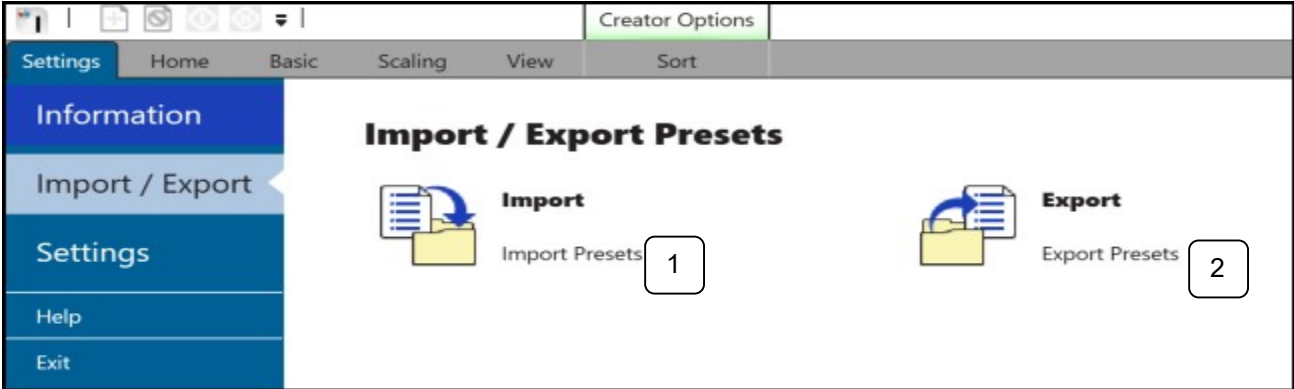 Creator Options
Settings Home Basic Scaling View Sort
Information
Import / Export
Settings
Help
Exit
Import / Export Presets
Import
Import Presets
1
Export
Export Presets
2